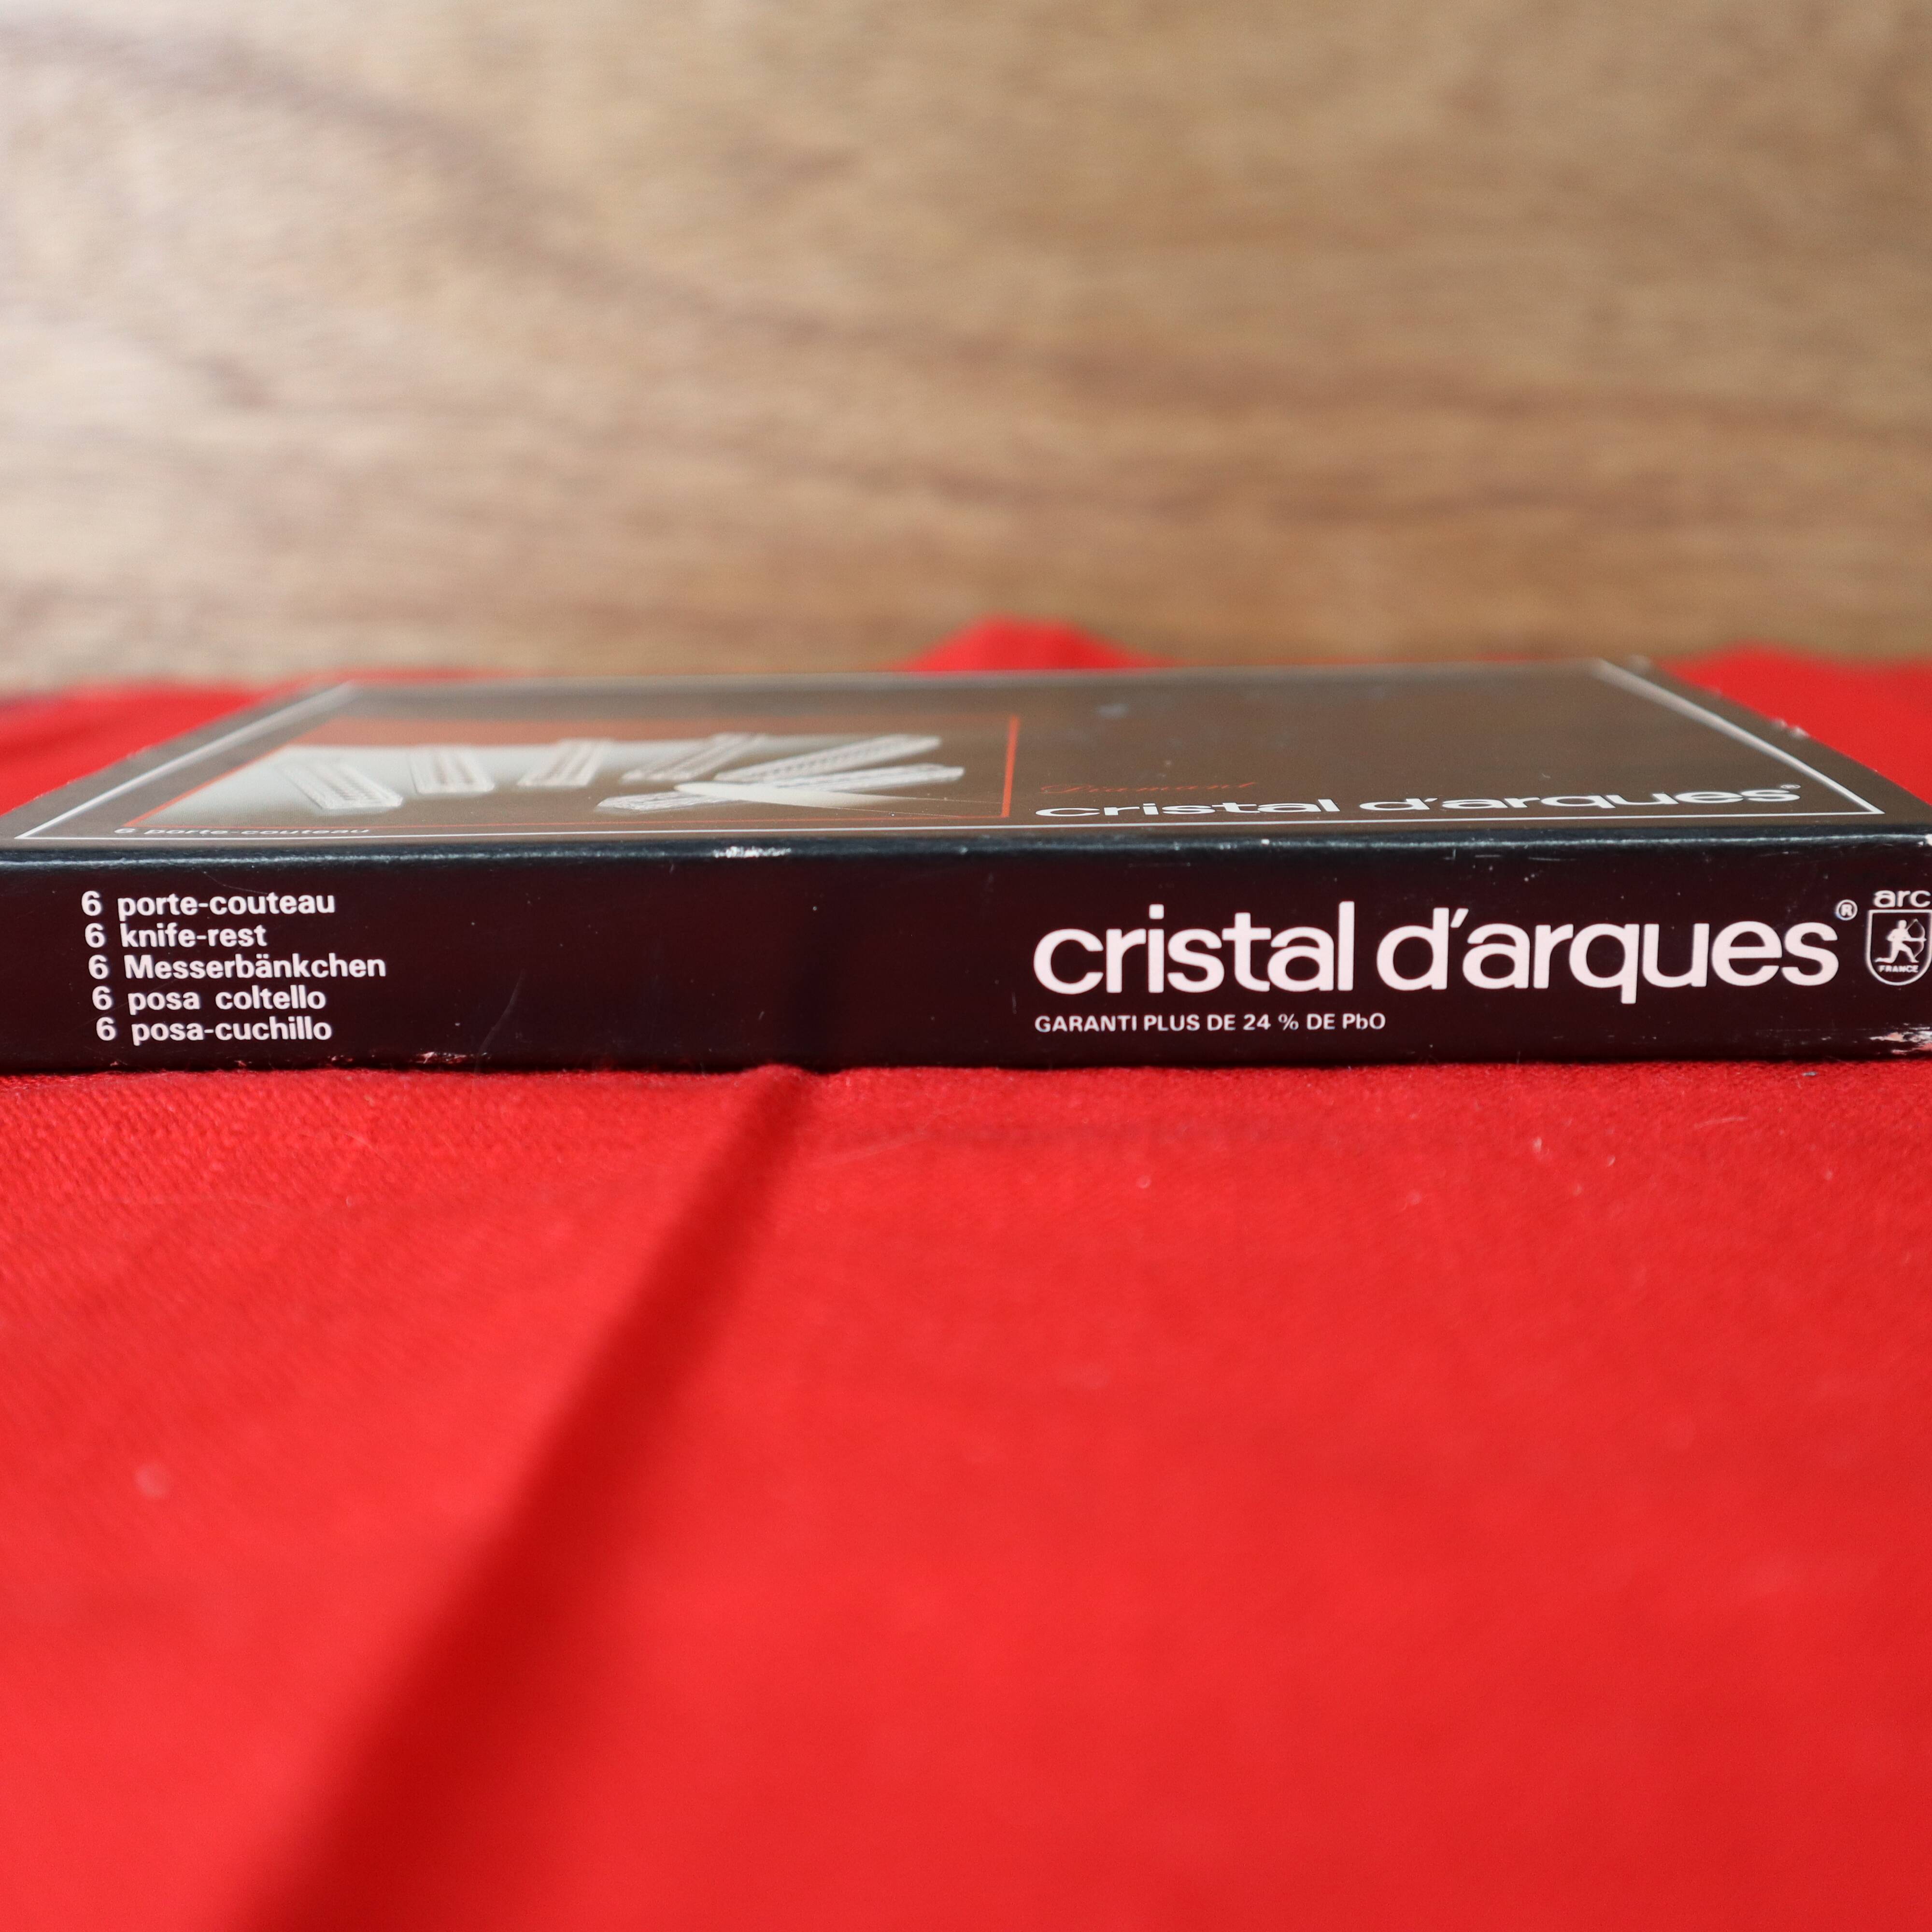 Diamant
cristal d'arques®
6 porte-couteau
6 porte-couteau
6 knife-rest
6 Messerbänkchen
6 posa coltello
6 posa-cuchillo
cristal d'arques®
GARANTI PLUS DE 24 % DE PbO
arc
FRANCE